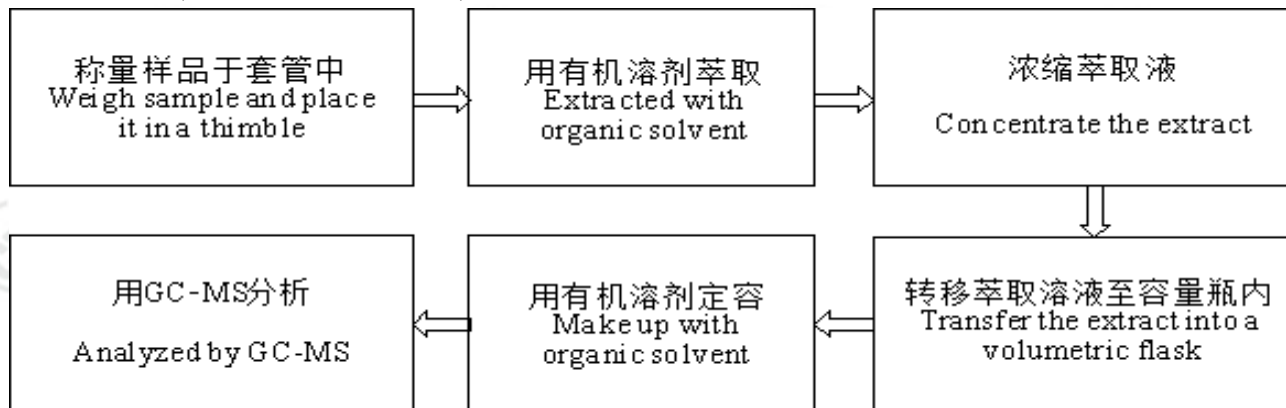 称量样品于套管中
Weigh sample and place
it in a thimble
用有机溶剂萃取
Extracted with
organic solvent
浓缩萃取液
Concentrate the extract
转移萃取溶液至容量瓶内
Transfer the extract into a
volumetric flask
用有机溶剂定容
Make up with
organic solvent
用GC-MS分析
Analyzed by GC-MS